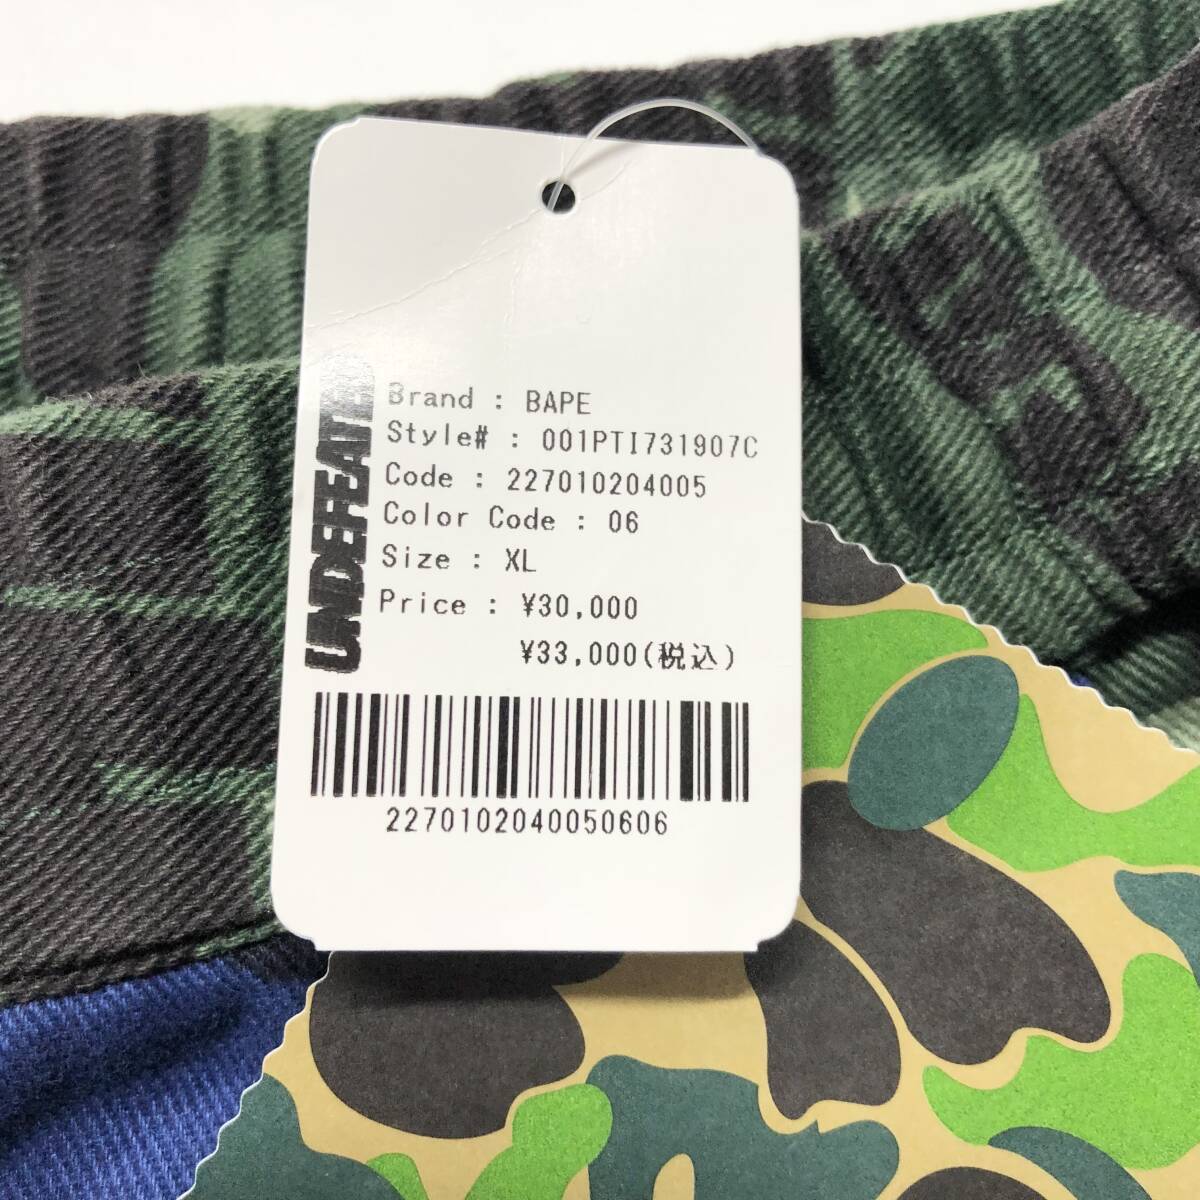 UNDEFEATED
Brand : BAPE
Style# : 001PTI731907C
Code : 227010204005
Color Code : 06
Size : XL
Price : ¥30,000
¥33,000(税込)
2270102040050606